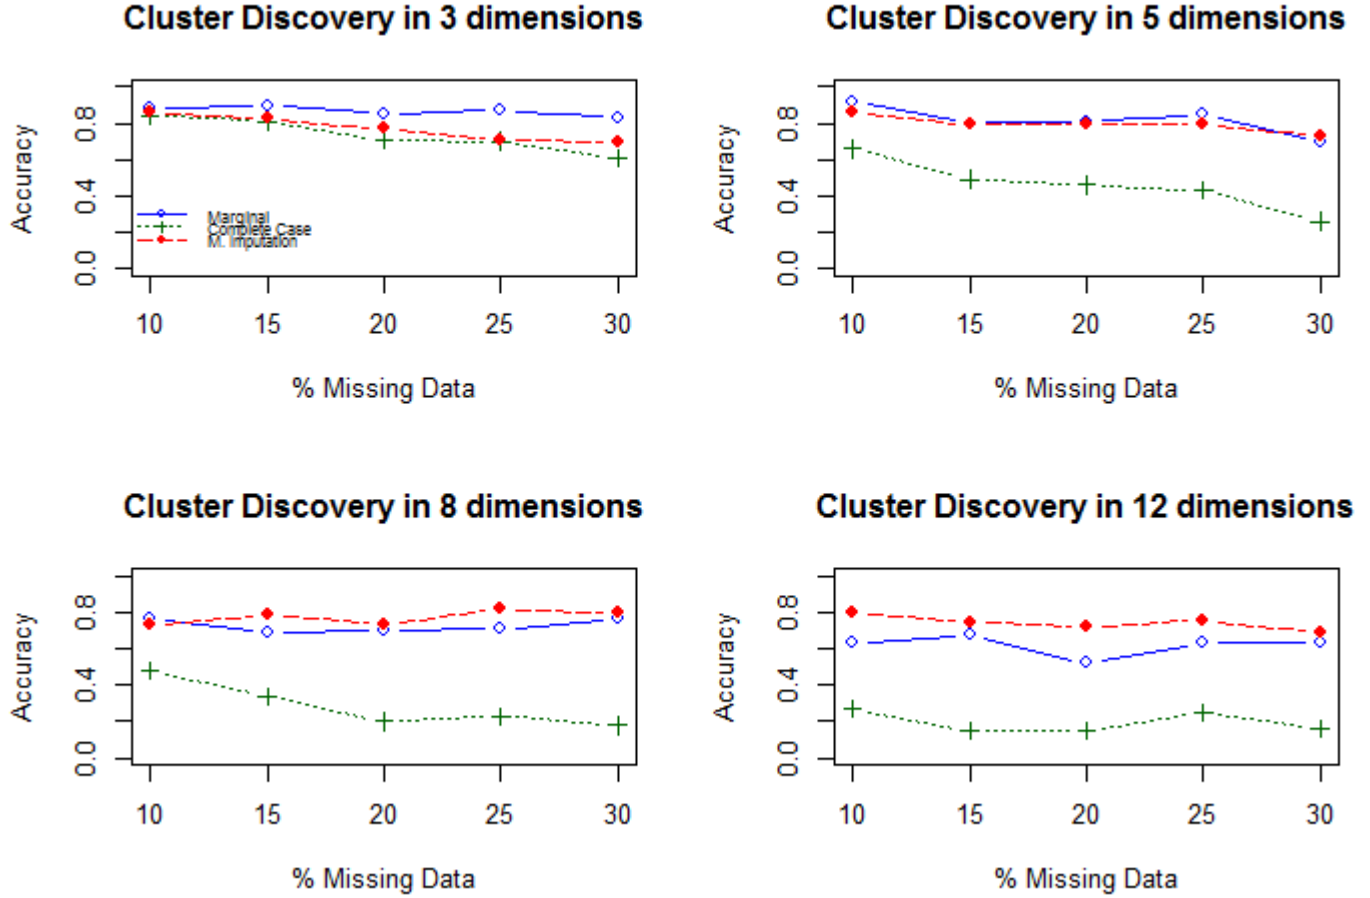 Cluster Discovery in 3 dimensions
Accuracy
0.8
0.4
0.0
Marginal
Complete Case
M. Imputation
10 15 20 25 30
% Missing Data
Cluster Discovery in 5 dimensions
Accuracy
0.8
0.4
0.0
10 15 20 25 30
% Missing Data
Cluster Discovery in 8 dimensions
Accuracy
0.8
0.4
0.0
10 15 20 25 30
% Missing Data
Cluster Discovery in 12 dimensions
Accuracy
0.8
0.4
0.0
10 15 20 25 30
% Missing Data